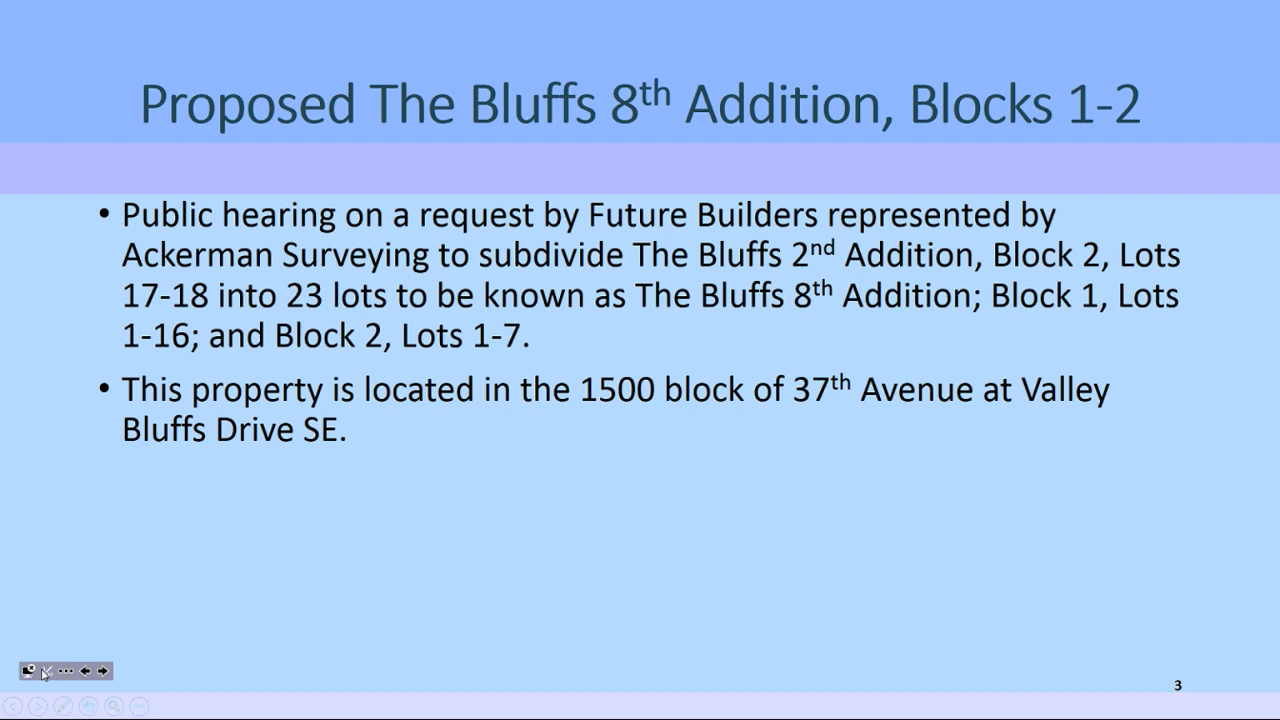 Proposed The Bluffs 8th Addition, Blocks 1-2
• Public hearing on a request by Future Builders represented by
Ackerman Surveying to subdivide The Bluffs 2nd Addition, Block 2, Lots
17-18 into 23 lots to be known as The Bluffs 8th Addition; Block 1, Lots
1-16; and Block 2, Lots 1-7.
• This property is located in the 1500 block of 37th Avenue at Valley
Bluffs Drive SE.
3